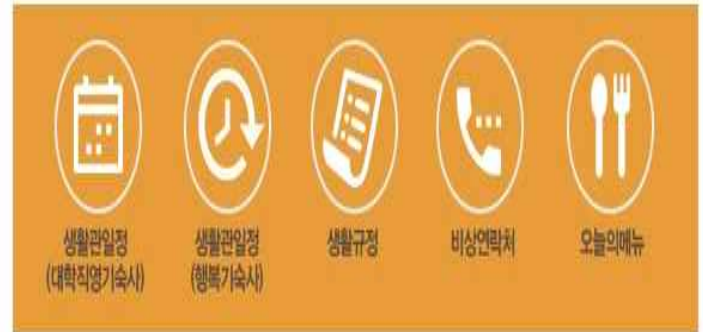 생활관일정
(대학직영기숙사)
생활관일정
(행복기숙사)
생활규정
비상연락처
오늘의메뉴